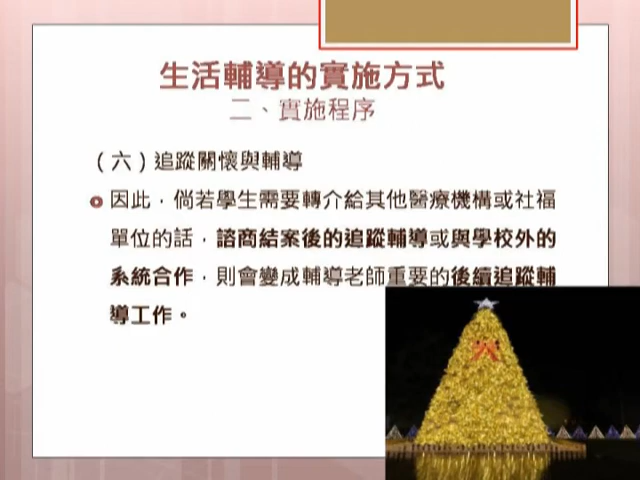 生活輔導的實施方式
二、實施程序
（六）追蹤關懷與輔導
因此，倘若學生需要轉介給其他醫療機構或社福
單位的話，諮商結案後的追蹤輔導或與學校外的
系統合作，則會變成輔導老師重要的後續追蹤輔
導工作。